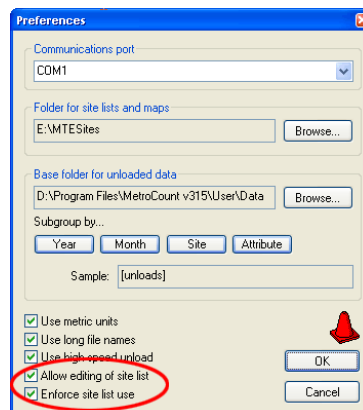 Preferences
Communications port
COM1
Folder for site lists and maps
E:\MTESites
Browse...
Base folder for unloaded data
D:\Program Files\MetroCount v315\User\Data
Browse...
Subgroup by...
Year Month Site Attribute
Sample: [unloads]
Use metric units
Use long file names
Use high speed unload
Allow editing of site list
Enforce site list use
OK
Cancel